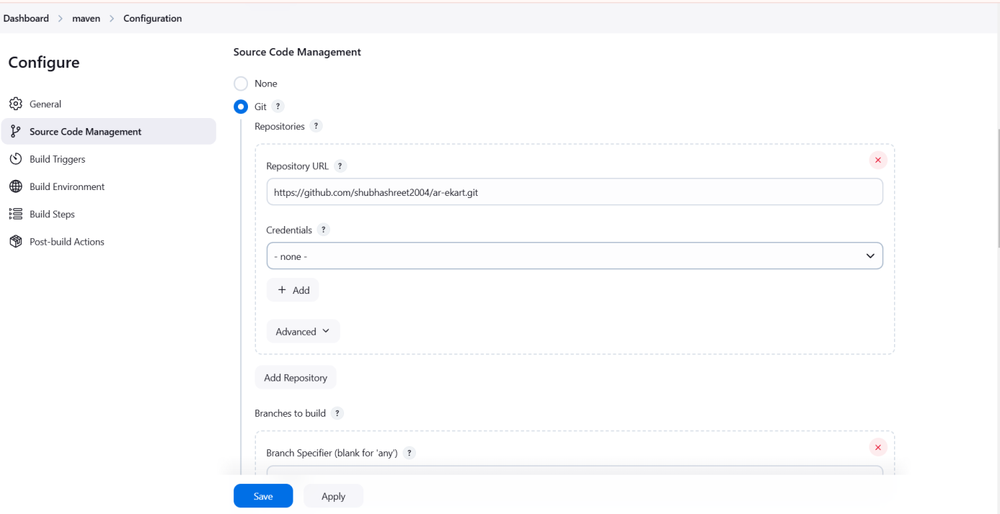 Dashboard > maven > Configuration
Configure
General
Source Code Management
Build Triggers
Build Environment
Build Steps
Post-build Actions
Source Code Management
None
Git ?
Repositories ?
Repository URL ?
https://github.com/shubhashreet2004/ar-ekart.git
Credentials ?
- none -
+ Add
Advanced
Add Repository
Branches to build ?
Branch Specifier (blank for 'any') ?
Save
Apply